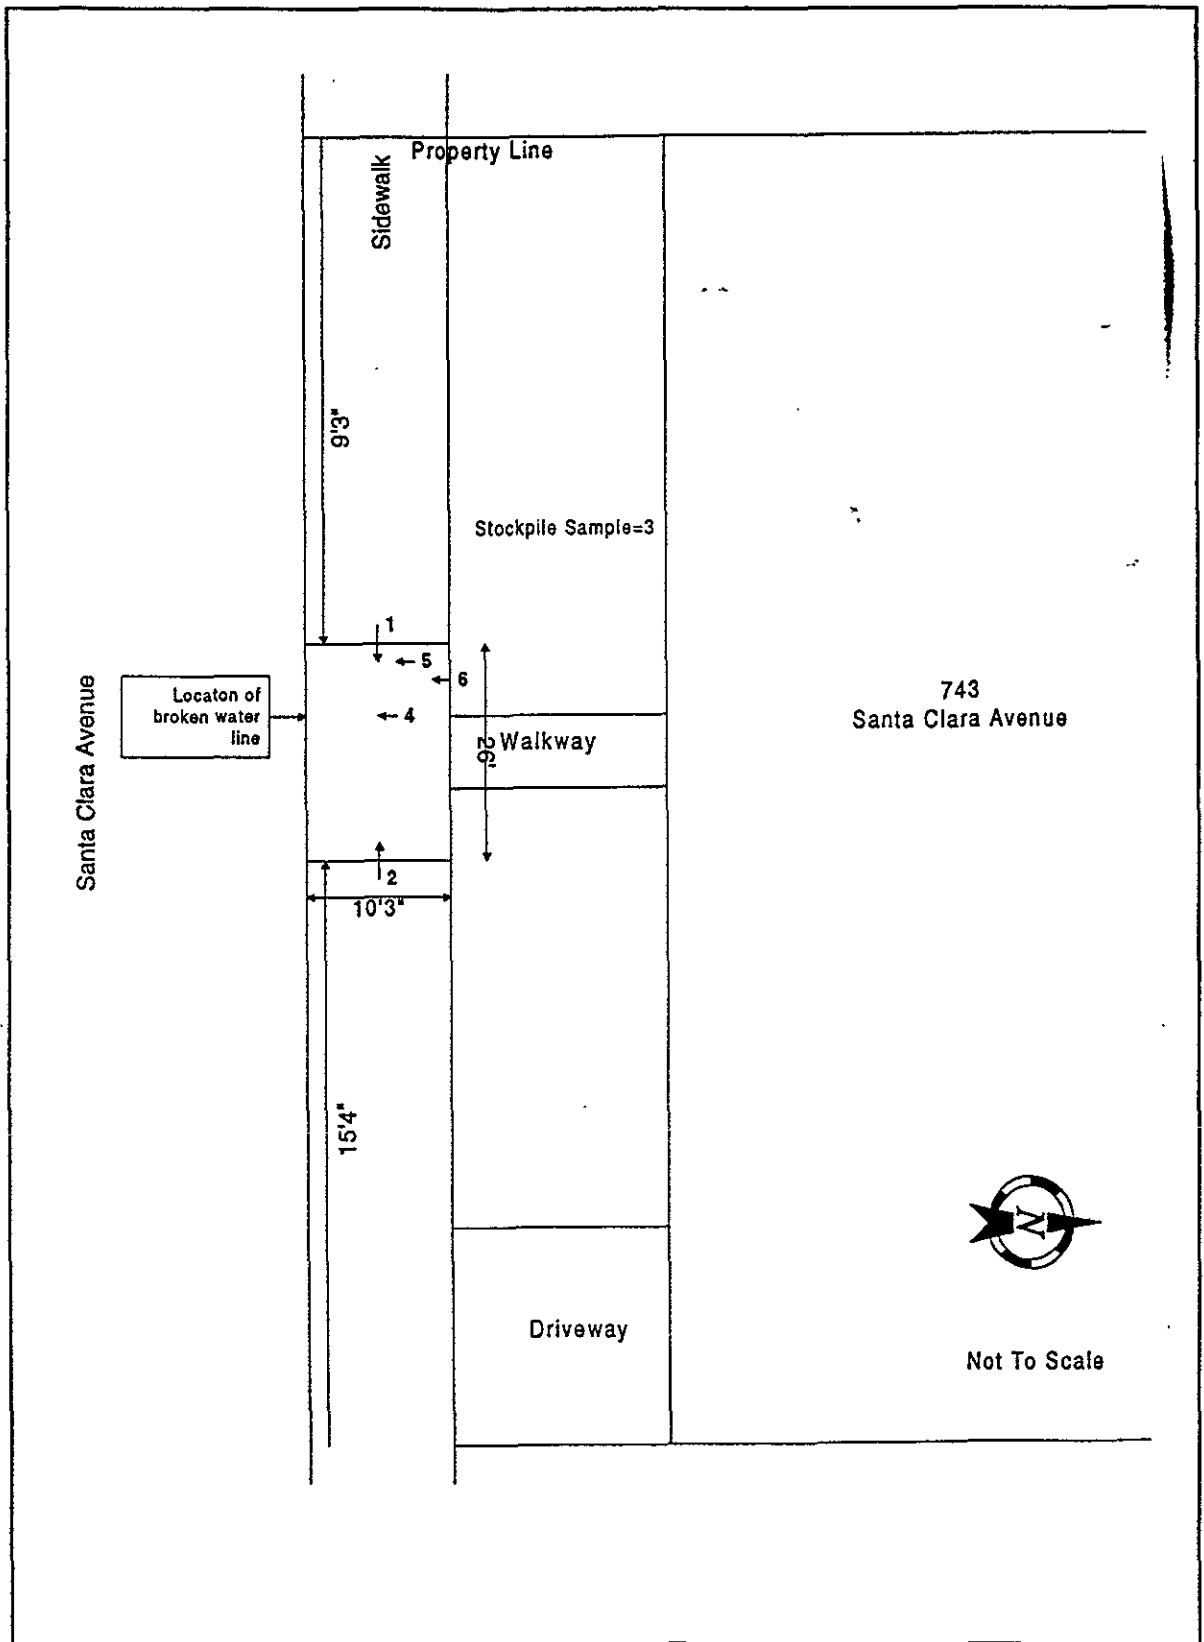 Property Line
Sidewalk
9'3"
Stockpile Sample=3
1
5
6
4
Santa Clara Avenue
Locaton of
broken water
line
26'
Walkway
743
Santa Clara Avenue
2
10'3"
15'4"
N
Driveway
Not To Scale